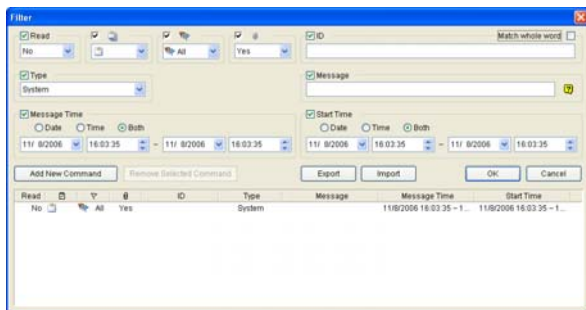 Filter
Read
No
All
Yes
ID
Match whole word
Type
System
Message
Message Time
Date Time Both
11/ 8/2006 16:03:35 ~ 11/ 8/2006 16:03:35
Start Time
Date Time Both
11/ 8/2006 16:03:35 ~ 11/ 8/2006 16:03:35
Add New Command Remove Selected Command Export Import OK Cancel
Read ID Type Message Message Time Start Time
No All Yes System 11/8/2006 16:03:35 ~ 1... 11/8/2006 16:03:35 ~ 1...